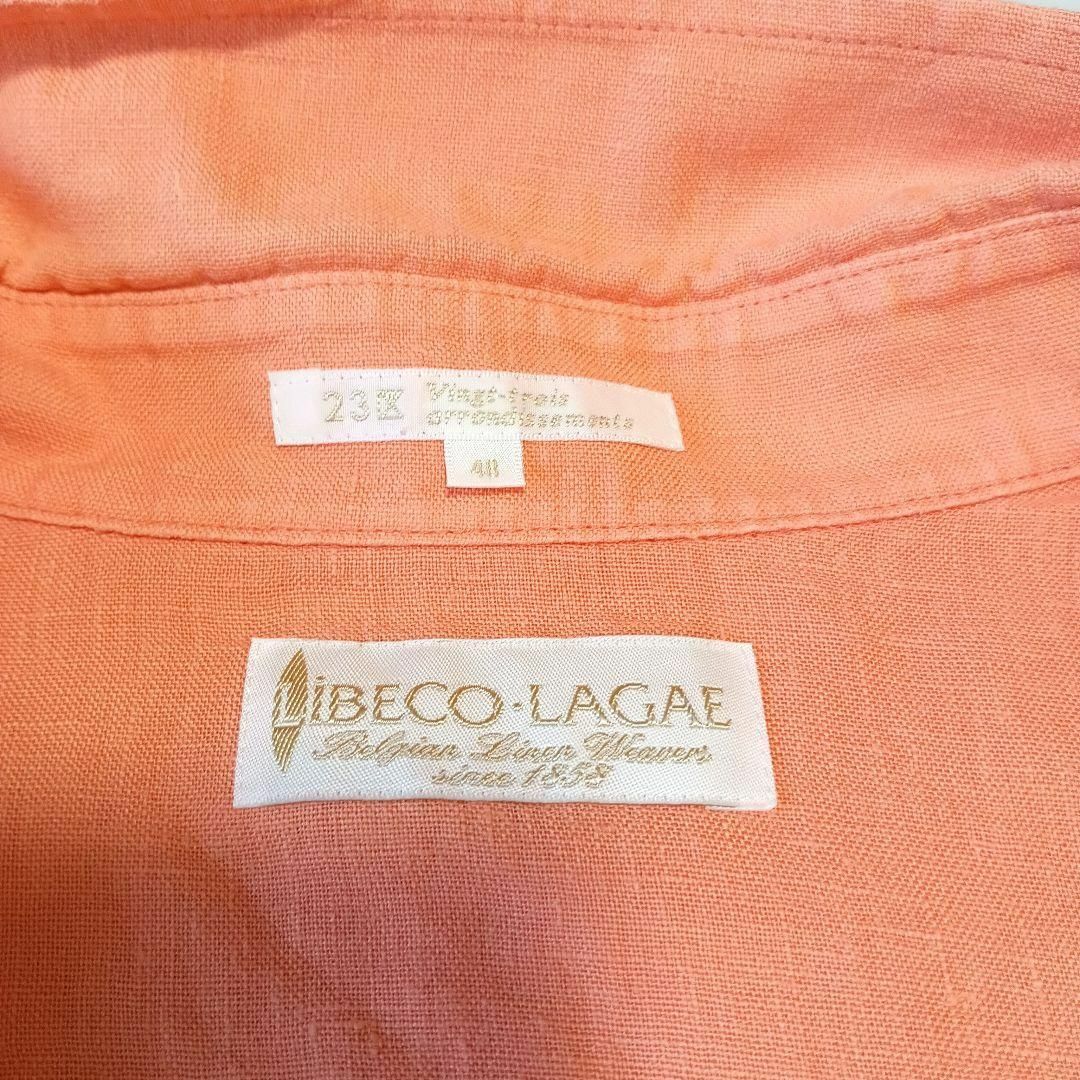 23区 Vingt-trois
arrondissements
48
LiBECO·LAGAE
Belgian Linen Weavers
since 1858